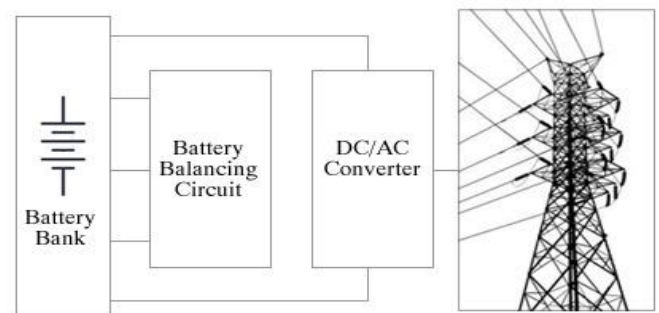 Battery
Bank
Battery
Balancing
Circuit
DC/AC
Converter